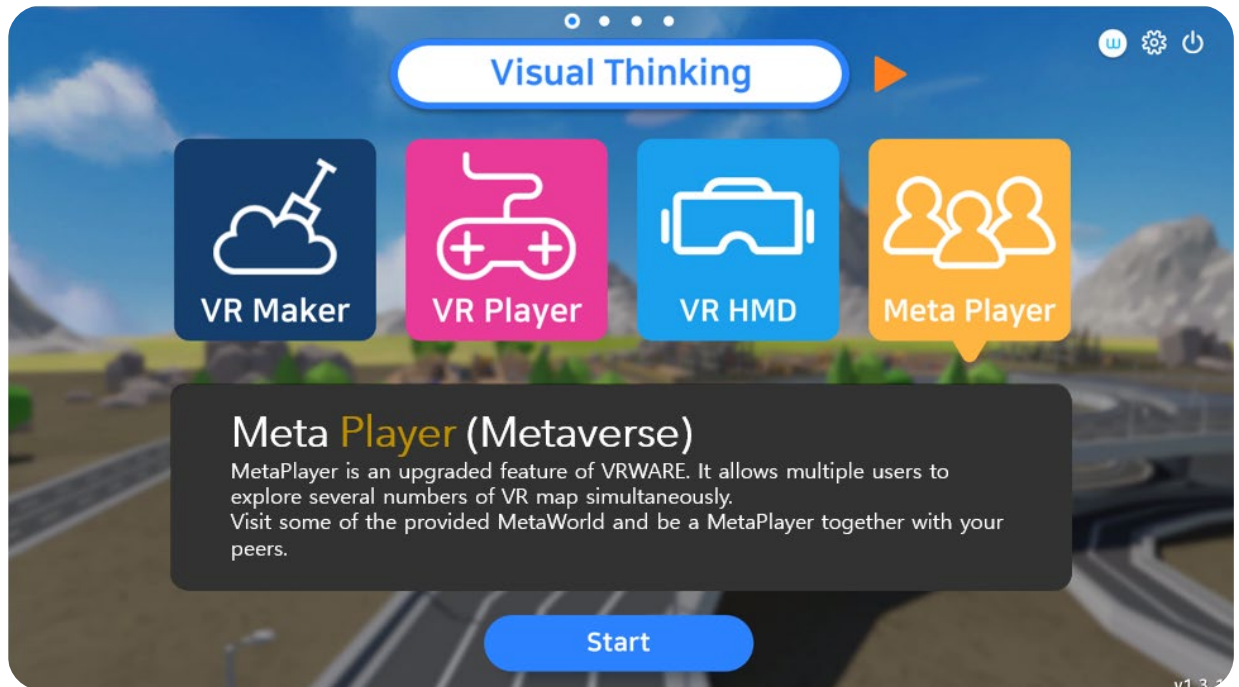 Visual Thinking
VR Maker
VR Player
VR HMD
Meta Player
Meta Player (Metaverse)
MetaPlayer is an upgraded feature of VRWARE. It allows multiple users to
explore several numbers of VR map simultaneously.
Visit some of the provided MetaWorld and be a MetaPlayer together with your
peers.
Start